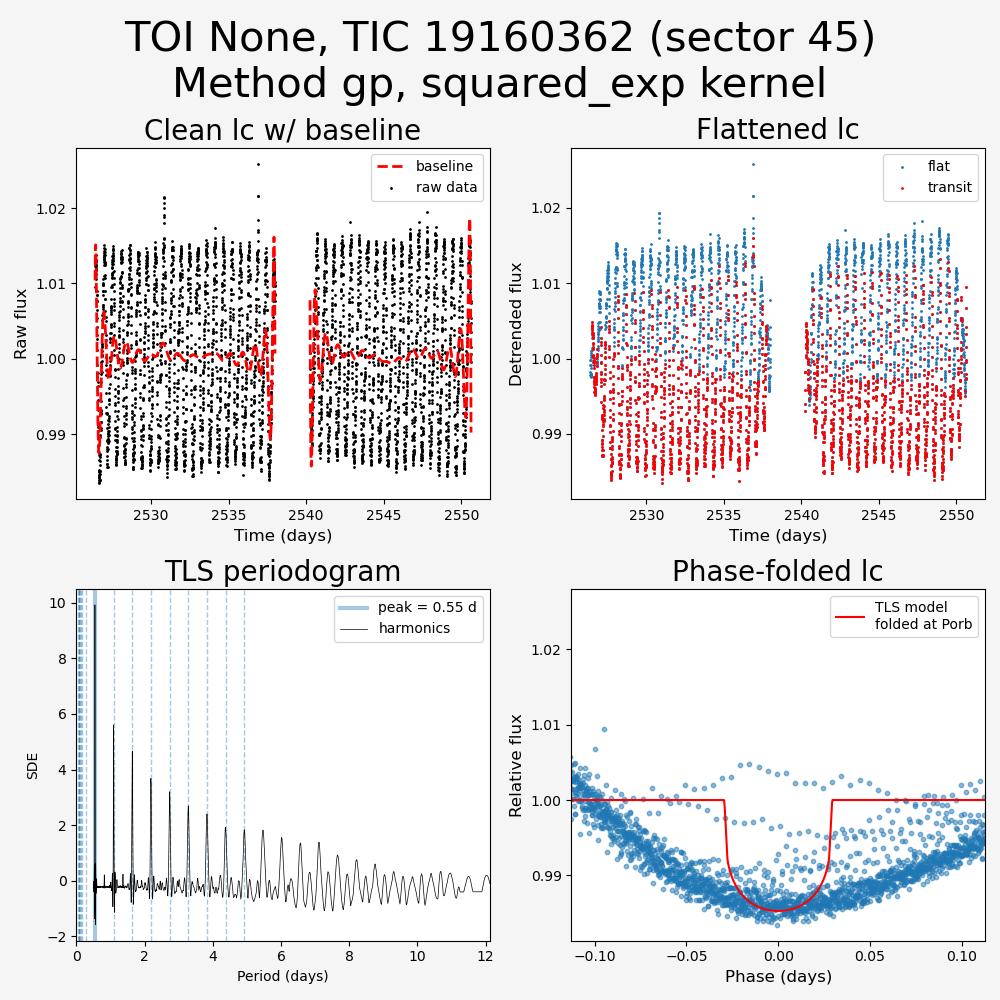 TOI None, TIC 19160362 (sector 45)
Method gp, squared_exp kernel
Clean lc w/ baseline
Flattened lc
baseline
raw data
flat
transit
1.02
1.01
1.00
0.99
Raw flux
2530
2535
2540
2545
2550
Time (days)
1.02
1.01
1.00
0.99
Detrended flux
2530
2535
2540
2545
2550
Time (days)
TLS periodogram
Phase-folded lc
peak = 0.55 d
harmonics
TLS model
folded at Porb
10
8
6
4
2
0
−2
SDE
0
2
4
6
8
10
12
Period (days)
1.02
1.01
1.00
0.99
Relative flux
−0.10
−0.05
0.00
0.05
0.10
Phase (days)